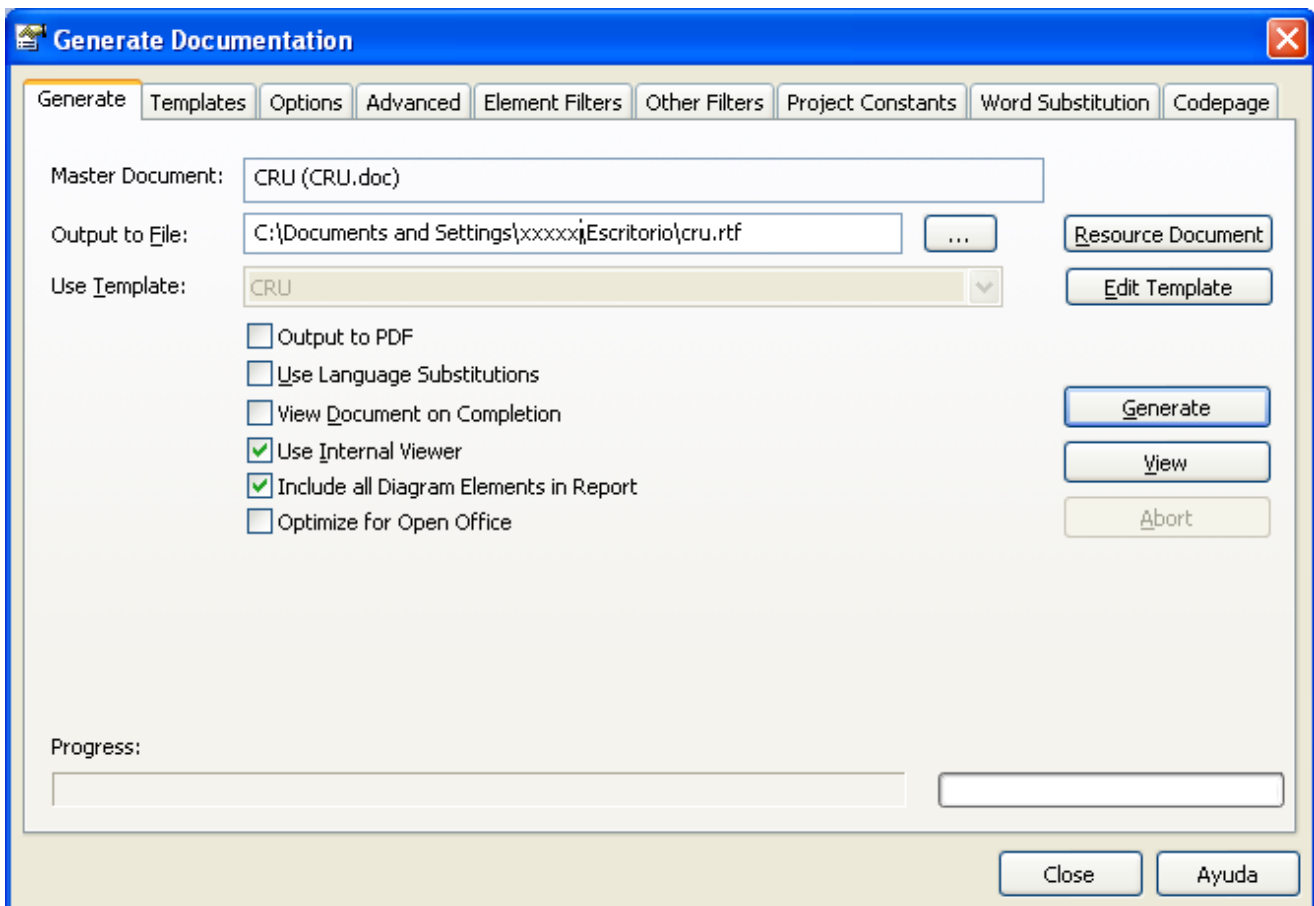 Generate Documentation
Generate Templates Options Advanced Element Filters Other Filters Project Constants Word Substitution Codepage
Master Document: CRU (CRU.doc)
Output to File: C:\Documents and Settings\xxxxx\Escritorio\cru.rtf ... Resource Document
Use Template: CRU Edit Template
Output to PDF
Use Language Substitutions
View Document on Completion
Generate
Use Internal Viewer
View
Include all Diagram Elements in Report
Optimize for Open Office
Abort
Progress:
Close Ayuda